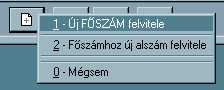 1 - Új FŐSZÁM felvitele
2 - Főszámhoz új alszám felvitele
0 - Mégsem